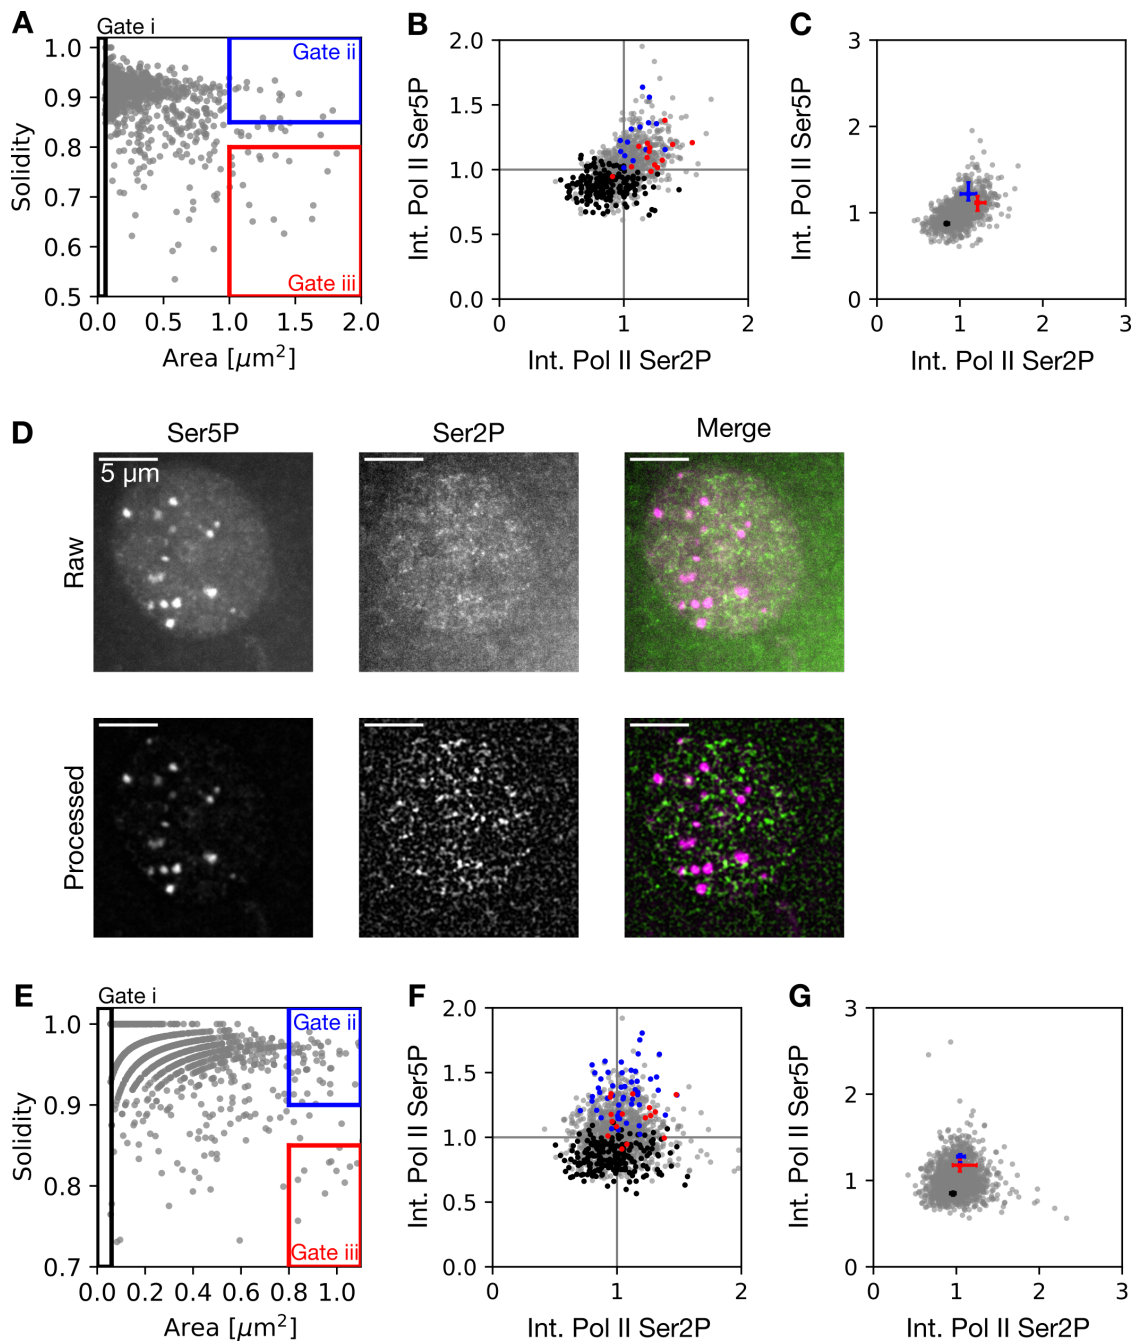 A
Gate i
Gate ii
Gate iii
1.0
0.9
0.8
0.7
0.6
0.5
Solidity
0.0 0.5 1.0 1.5 2.0
Area [μm²]
B
2.0
1.5
1.0
0.5
0.0
Int. Pol II Ser5P
0 1 2
Int. Pol II Ser2P
C
3
2
1
0
Int. Pol II Ser5P
0 1 2 3
Int. Pol II Ser2P
D
Ser5P Ser2P Merge
5 μm
Raw
Processed
E
Gate i
Gate ii
Gate iii
1.0
0.9
0.8
0.7
Solidity
0.0 0.2 0.4 0.6 0.8 1.0
Area [μm²]
F
2.0
1.5
1.0
0.5
0.0
Int. Pol II Ser5P
0 1 2
Int. Pol II Ser2P
G
3
2
1
0
Int. Pol II Ser5P
0 1 2 3
Int. Pol II Ser2P